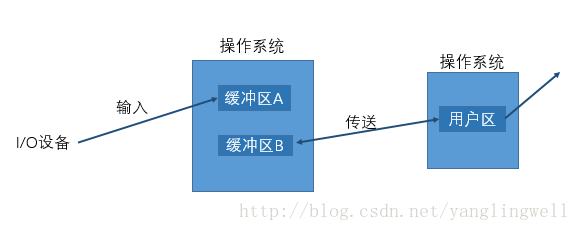 操作系统
操作系统
输入
缓冲区A
传送
用户区
I/O设备
缓冲区B
http://blog.csdn.net/yanglingwell